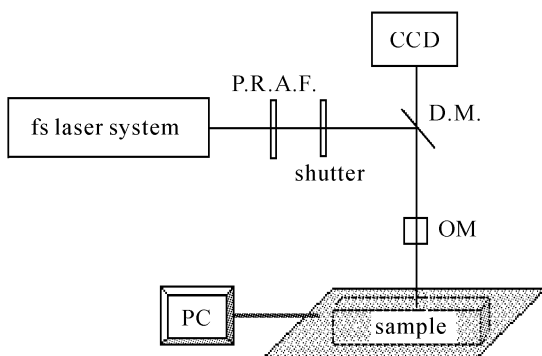 CCD
P.R.A.F.
D.M.
fs laser system
shutter
OM
PC
sample